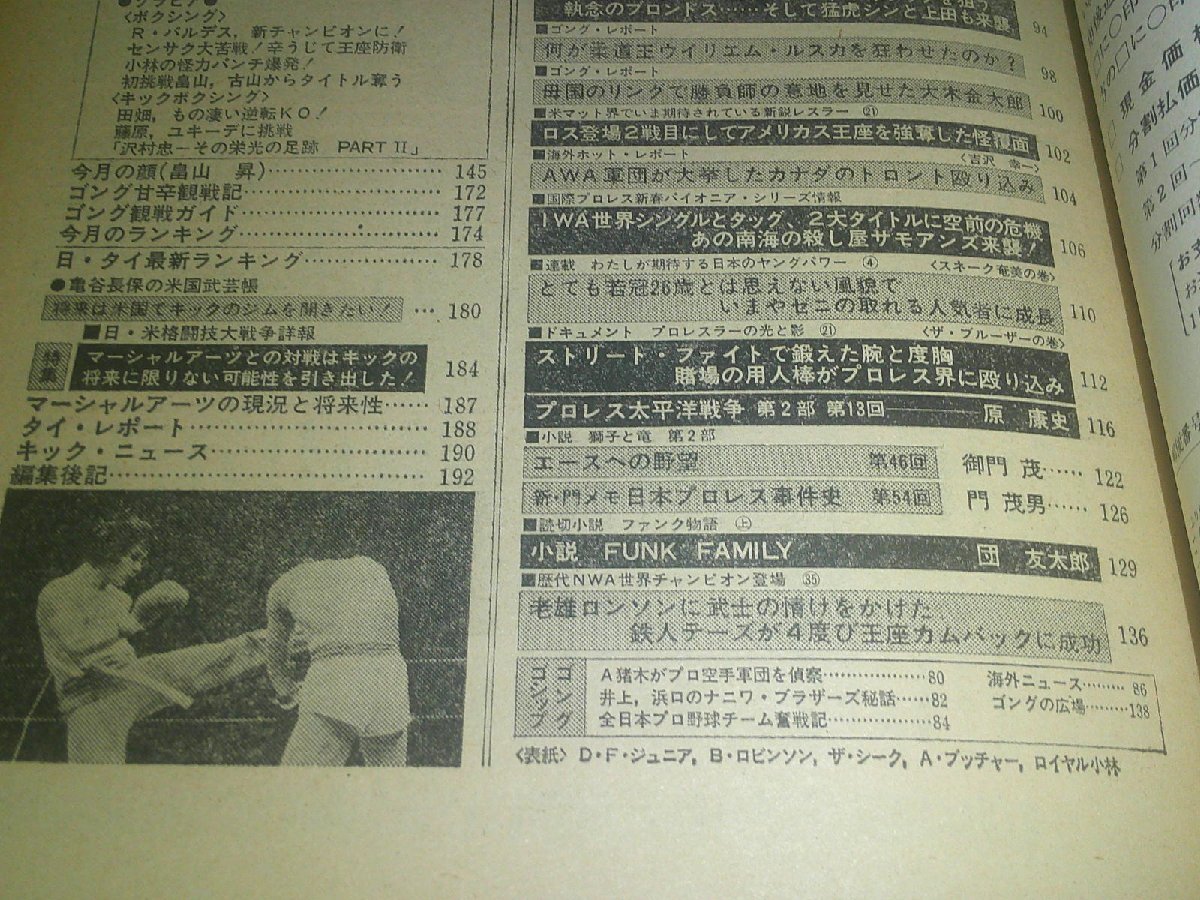 ●グラビア●
〈ボクシング〉
R・バルデス，新チャンピオンに！
センサク大苦戦！辛うじて王座防衛
小林の怪力パンチ爆発！
初挑戦畠山，古山からタイトル奪う
〈キックボクシング〉
田畑，もの凄い逆転KO！
藤原，ユキーデに挑戦
「沢村忠－その栄光の足跡 PART II」
今月の顔(畠山 昇)……………145
ゴング甘辛観戦記……………172
ゴング観戦ガイド……………177
今月のランキング……………174
日・タイ最新ランキング……………178
●亀谷長保の米国武芸帳
将来は米国でキックのジムを開きたい！ … 180
■日・米格闘技大戦争詳報
特集 マーシャルアーツとの対戦はキックの
将来に限りない可能性を引き出した！ 184
マーシャルアーツの現況と将来性……187
タイ・レポート……………188
キック・ニュース……………190
編集後記……………192
執念のブロンドス……そして猛虎シンと上田も来襲 94
■ゴング・レポート
何が柔道王ウイリエム・ルスカを狂わせたのか？ 98
■ゴング・レポート
母国のリングで勝負師の意地を見せた大木金太郎 100
■米マット界でいま期待されている新鋭レスラー ㉑
ロス登場2戦目にしてアメリカス王座を強奪した怪覆面 102
■海外ホット・レポート 〈吉沢 幸一〉
AWA軍団が大挙したカナダのトロント殴り込み 104
■国際プロレス新春パイオニア・シリーズ情報
IWA世界シングルとタッグ、2大タイトルに空前の危機
あの南海の殺し屋サモアンズ来襲！ 106
■連載 わたしが期待する日本のヤングパワー ④ 〈スネーク奄美の巻〉
とても若冠26歳とは思えない風貌で
いまやゼニの取れる人気者に成長 110
■ドキュメント プロレスラーの光と影 ㉑ 〈ザ・ブルーザーの巻〉
ストリート・ファイトで鍛えた腕と度胸
賭場の用人棒がプロレス界に殴り込み 112
プロレス太平洋戦争 第2部 第13回 ─── 原 康史 116
■小説 獅子と竜 第2部
エースへの野望 第46回 御門 茂…… 122
新・門メモ日本プロレス事件史 第54回 門 茂男…… 126
■読切小説 ファンク物語 ㊤
小説 FUNK FAMILY 団 友太郎 129
■歴代NWA世界チャンピオン登場 ㉟
老雄ロンソンに武士の情けをかけた
鉄人テーズが4度び王座カムバックに成功 136
ゴング
ゴシップ
A猪木がプロ空手軍団を偵察……………80
井上，浜口のナニワ・ブラザーズ秘話……82
全日本プロ野球チーム奮戦記……………84
海外ニュース……… 86
ゴングの広場………138
〈表紙〉D・F・ジュニア，B・ロビンソン，ザ・シーク，A・ブッチャー，ロイヤル小林
に○印
の□に○印
現金価格
分割払価
第1回分
第2回
分割回